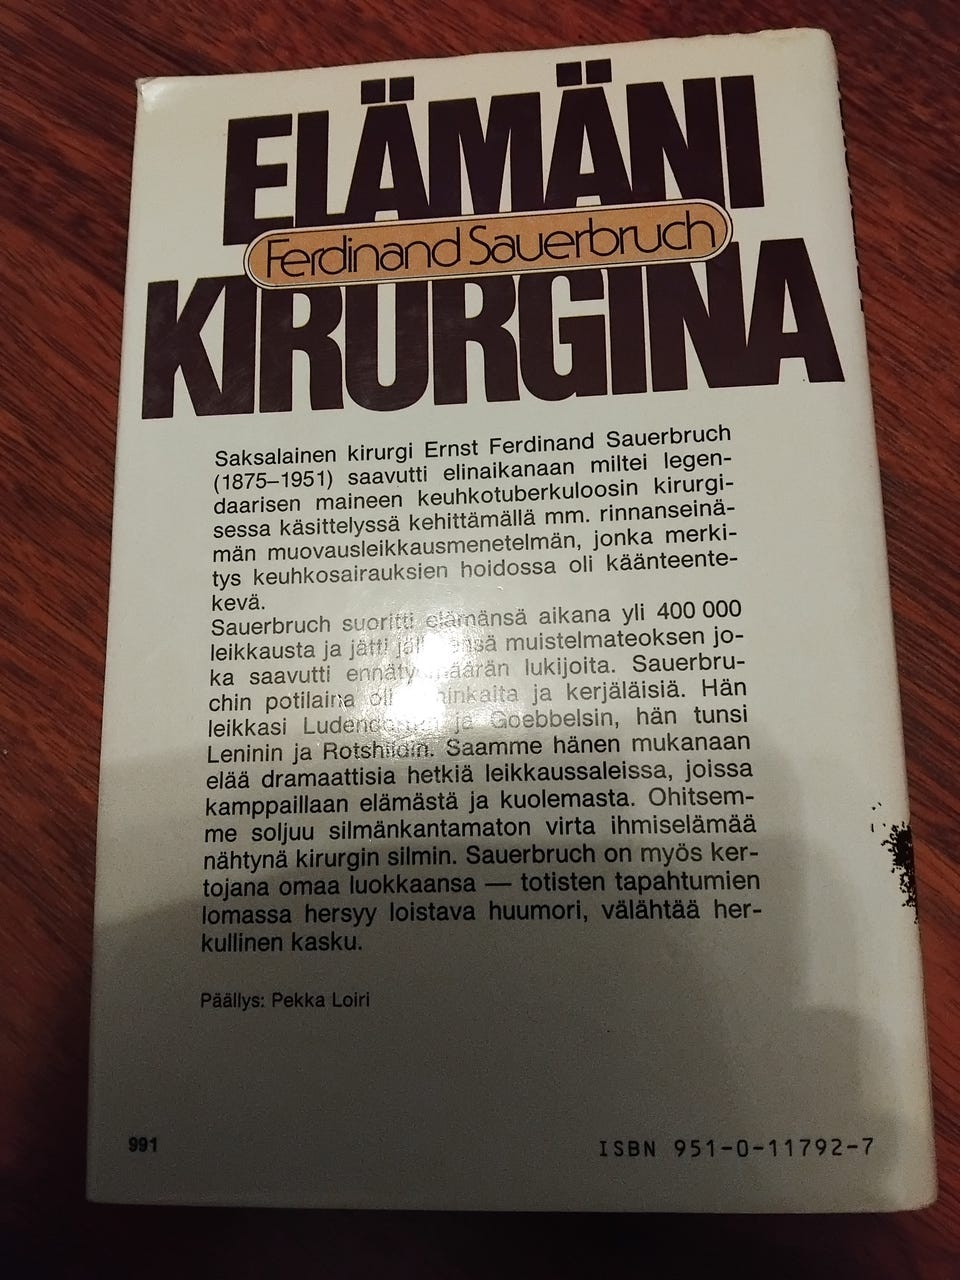 ELÄMÄNI
Ferdinand Sauerbruch
KIRURGINA
Saksalainen kirurgi Ernst Ferdinand Sauerbruch
(1875–1951) saavutti elinaikanaan miltei legen-
daarisen maineen keuhkotuberkuloosin kirurgi-
sessa käsittelyssä kehittämällä mm. rinnanseinä-
män muovausleikkausmenetelmän, jonka merki-
tys keuhkosairauksien hoidossa oli käänteente-
kevä.
Sauerbruch suoritti elämänsä aikana yli 400 000
leikkausta ja jätti muistelmateoksen jo-
ka saavutti lukijoita. Sauerbru-
chin potilaina oli ja kerjäläisiä. Hän
leikkasi ja Goebbelsin, hän tunsi
Leninin ja Rotshildin. Saamme hänen mukanaan
elää dramaattisia hetkiä leikkaussaleissa, joissa
kamppaillaan elämästä ja kuolemasta. Ohitsem-
me soljuu silmänkantamaton virta ihmiselämää
nähtynä kirurgin silmin. Sauerbruch on myös ker-
tojana omaa luokkaansa — totisten tapahtumien
lomassa hersyy loistava huumori, välähtää her-
kullinen kasku.
Päällys: Pekka Loiri
991
ISBN 951-0-11792-7